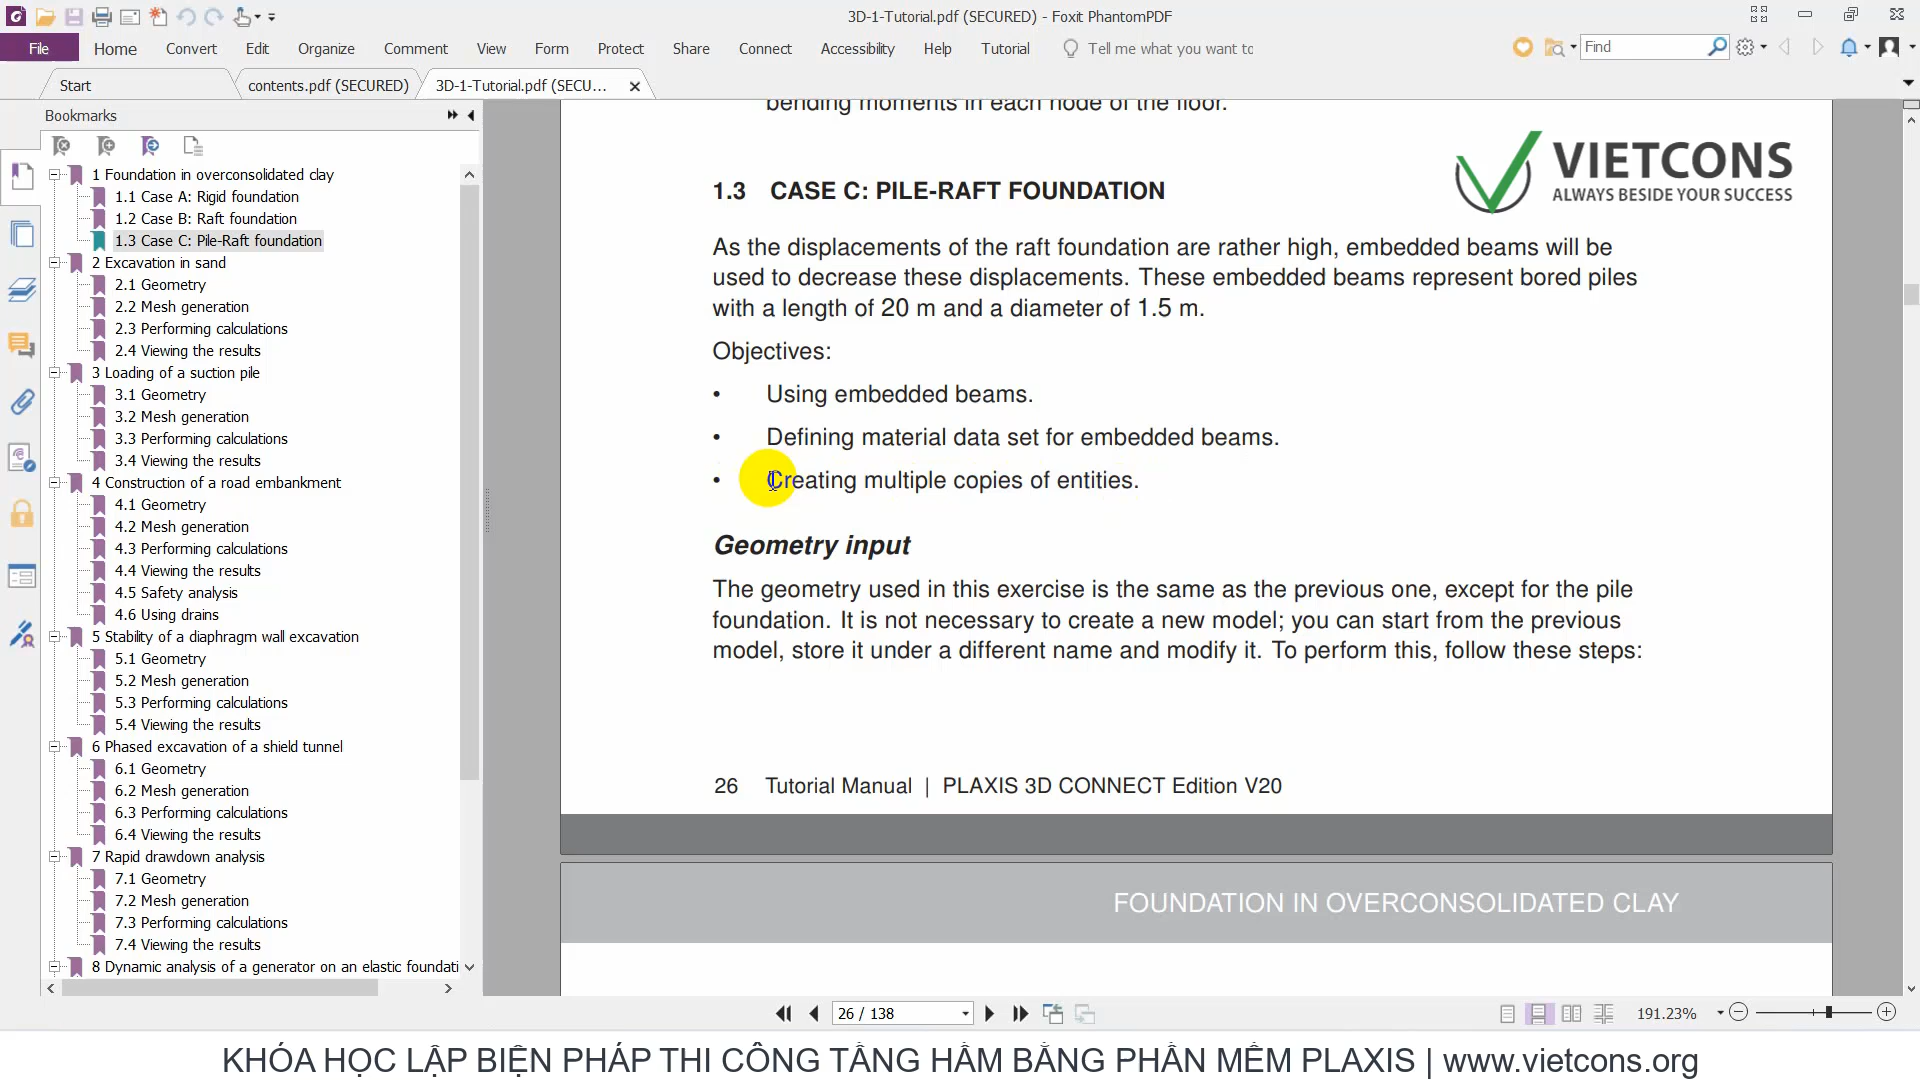 3D-1-Tutorial.pdf (SECURED) - Foxit PhantomPDF
File Home Convert Edit Organize Comment View Form Protect Share Connect Accessibility Help Tutorial Tell me what you want to Find
Start contents.pdf (SECURED) 3D-1-Tutorial.pdf (SECU...
Bookmarks
1 Foundation in overconsolidated clay
1.1 Case A: Rigid foundation
1.2 Case B: Raft foundation
1.3 Case C: Pile-Raft foundation
2 Excavation in sand
2.1 Geometry
2.2 Mesh generation
2.3 Performing calculations
2.4 Viewing the results
3 Loading of a suction pile
3.1 Geometry
3.2 Mesh generation
3.3 Performing calculations
3.4 Viewing the results
4 Construction of a road embankment
4.1 Geometry
4.2 Mesh generation
4.3 Performing calculations
4.4 Viewing the results
4.5 Safety analysis
4.6 Using drains
5 Stability of a diaphragm wall excavation
5.1 Geometry
5.2 Mesh generation
5.3 Performing calculations
5.4 Viewing the results
6 Phased excavation of a shield tunnel
6.1 Geometry
6.2 Mesh generation
6.3 Performing calculations
6.4 Viewing the results
7 Rapid drawdown analysis
7.1 Geometry
7.2 Mesh generation
7.3 Performing calculations
7.4 Viewing the results
8 Dynamic analysis of a generator on an elastic foundati
bending moments in each node of the floor.
VIETCONS
ALWAYS BESIDE YOUR SUCCESS
1.3 CASE C: PILE-RAFT FOUNDATION
As the displacements of the raft foundation are rather high, embedded beams will be
used to decrease these displacements. These embedded beams represent bored piles
with a length of 20 m and a diameter of 1.5 m.
Objectives:
• Using embedded beams.
• Defining material data set for embedded beams.
• Creating multiple copies of entities.
Geometry input
The geometry used in this exercise is the same as the previous one, except for the pile
foundation. It is not necessary to create a new model; you can start from the previous
model, store it under a different name and modify it. To perform this, follow these steps:
26 Tutorial Manual | PLAXIS 3D CONNECT Edition V20
FOUNDATION IN OVERCONSOLIDATED CLAY
26 / 138
191.23%
KHÓA HỌC LẬP BIỆN PHÁP THI CÔNG TẦNG HẦM BẰNG PHẦN MỀM PLAXIS | www.vietcons.org